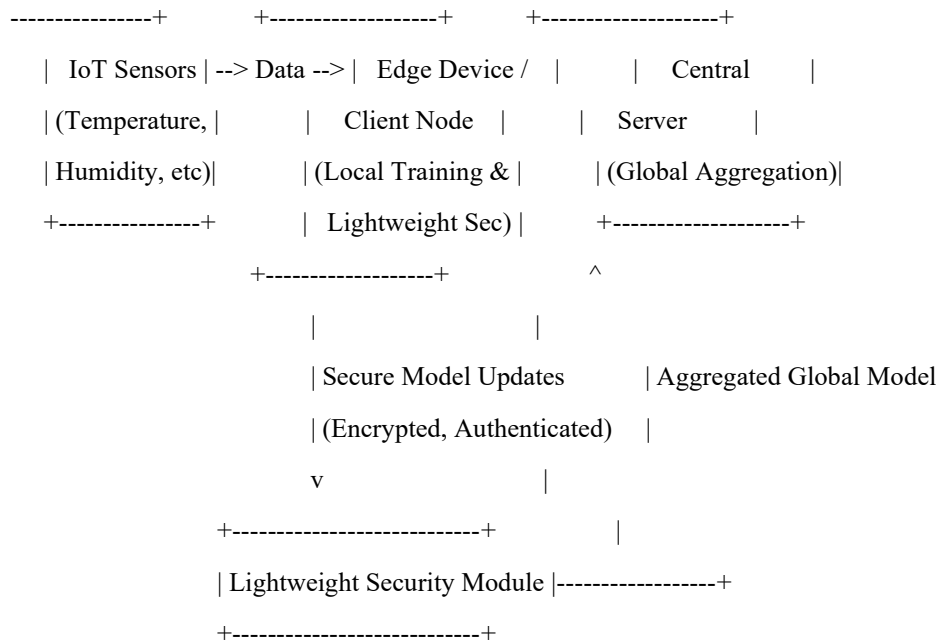 ----------------+ +-------------------+ +--------------------+
| IoT Sensors | --> Data --> | Edge Device / | | Central |
| (Temperature, | | Client Node | | Server |
| Humidity, etc)| | (Local Training & | | (Global Aggregation)|
+----------------+ | Lightweight Sec) | +--------------------+
+-------------------+ ^
| |
| Secure Model Updates | Aggregated Global Model
| (Encrypted, Authenticated) |
v |
+----------------------------+ |
| Lightweight Security Module |------------------+
+----------------------------+